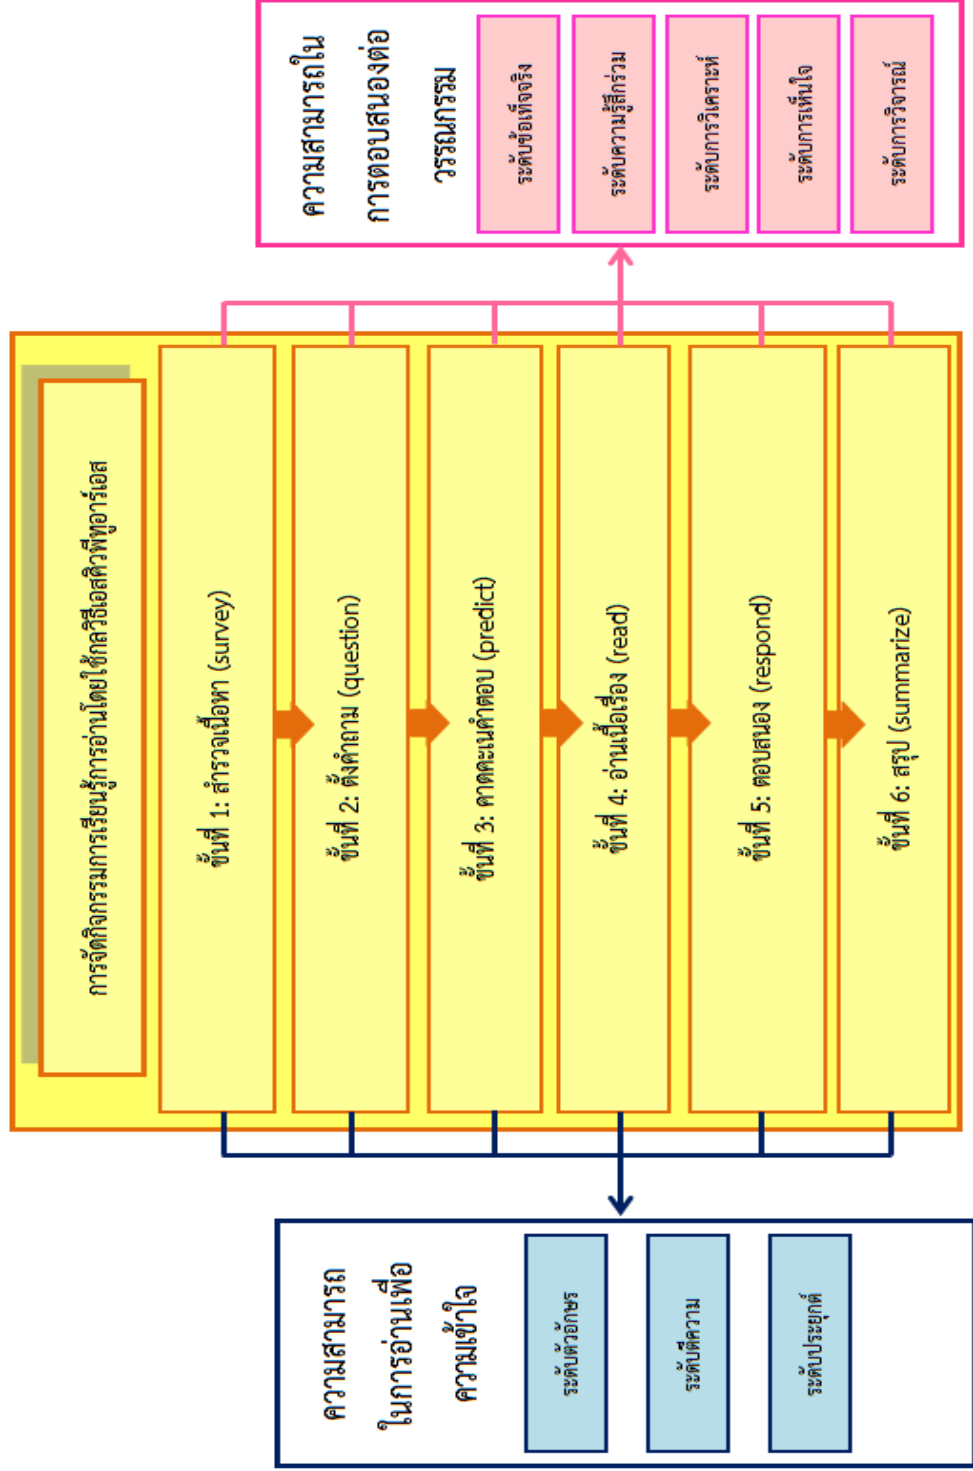 การจัดกิจกรรมการเรียนรู้การอ่านโดยใช้กลวิธีเอสคิวพีทูอาร์เอส
ขั้นที่ 1: สำรวจเนื้อหา (survey)
ขั้นที่ 2: ตั้งคำถาม (question)
ขั้นที่ 3: คาดคะเนคำตอบ (predict)
ขั้นที่ 4: อ่านเนื้อเรื่อง (read)
ขั้นที่ 5: ตอบสนอง (respond)
ขั้นที่ 6: สรุป (summarize)
ความสามารถ
ในการอ่านเพื่อ
ความเข้าใจ
ระดับตัวอักษร
ระดับตีความ
ระดับประยุกต์
ความสามารถใน
การตอบสนองต่อ
วรรณกรรม
ระดับข้อเท็จจริง
ระดับความรู้สึกร่วม
ระดับการวิเคราะห์
ระดับการเห็นใจ
ระดับการวิจารณ์